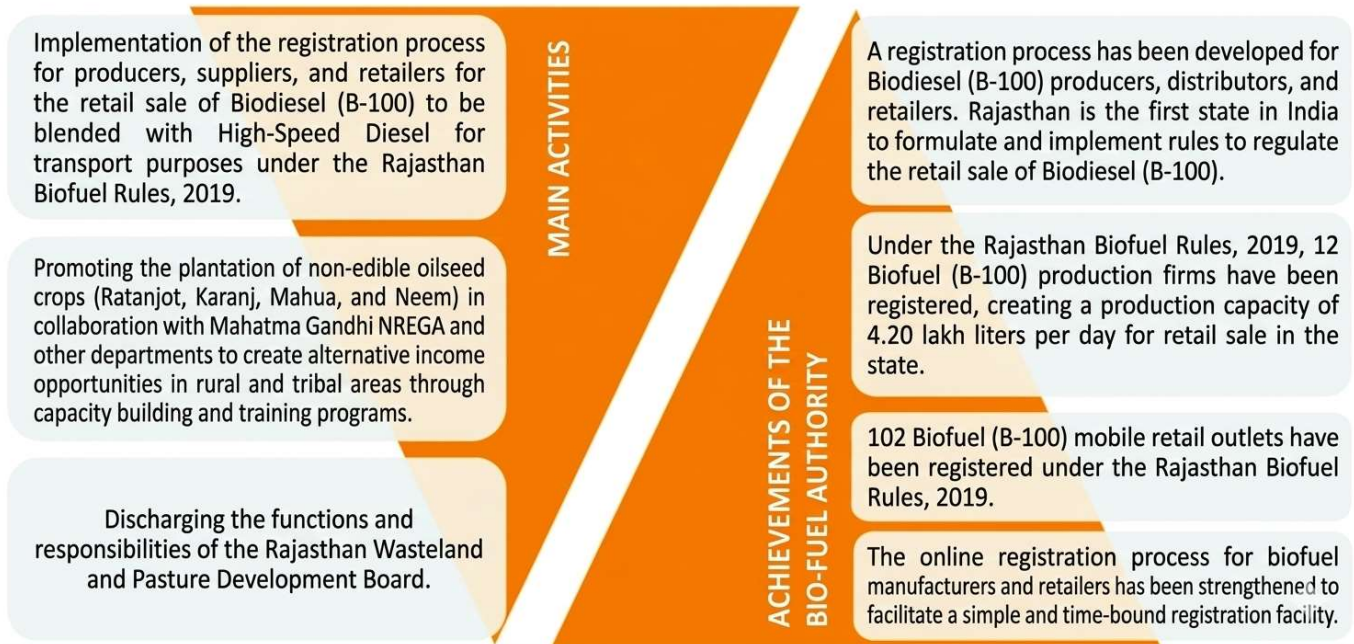 MAIN ACTIVITIES
Implementation of the registration process
for producers, suppliers, and retailers for
the retail sale of Biodiesel (B-100) to be
blended with High-Speed Diesel for
transport purposes under the Rajasthan
Biofuel Rules, 2019.
Promoting the plantation of non-edible oilseed
crops (Ratanjot, Karanj, Mahua, and Neem) in
collaboration with Mahatma Gandhi NREGA and
other departments to create alternative income
opportunities in rural and tribal areas through
capacity building and training programs.
Discharging the functions and
responsibilities of the Rajasthan Wasteland
and Pasture Development Board.
ACHIEVEMENTS OF THE
BIO-FUEL AUTHORITY
A registration process has been developed for
Biodiesel (B-100) producers, distributors, and
retailers. Rajasthan is the first state in India
to formulate and implement rules to regulate
the retail sale of Biodiesel (B-100).
Under the Rajasthan Biofuel Rules, 2019, 12
Biofuel (B-100) production firms have been
registered, creating a production capacity of
4.20 lakh liters per day for retail sale in the
state.
102 Biofuel (B-100) mobile retail outlets have
been registered under the Rajasthan Biofuel
Rules, 2019.
The online registration process for biofuel
manufacturers and retailers has been strengthened to
facilitate a simple and time-bound registration facility.